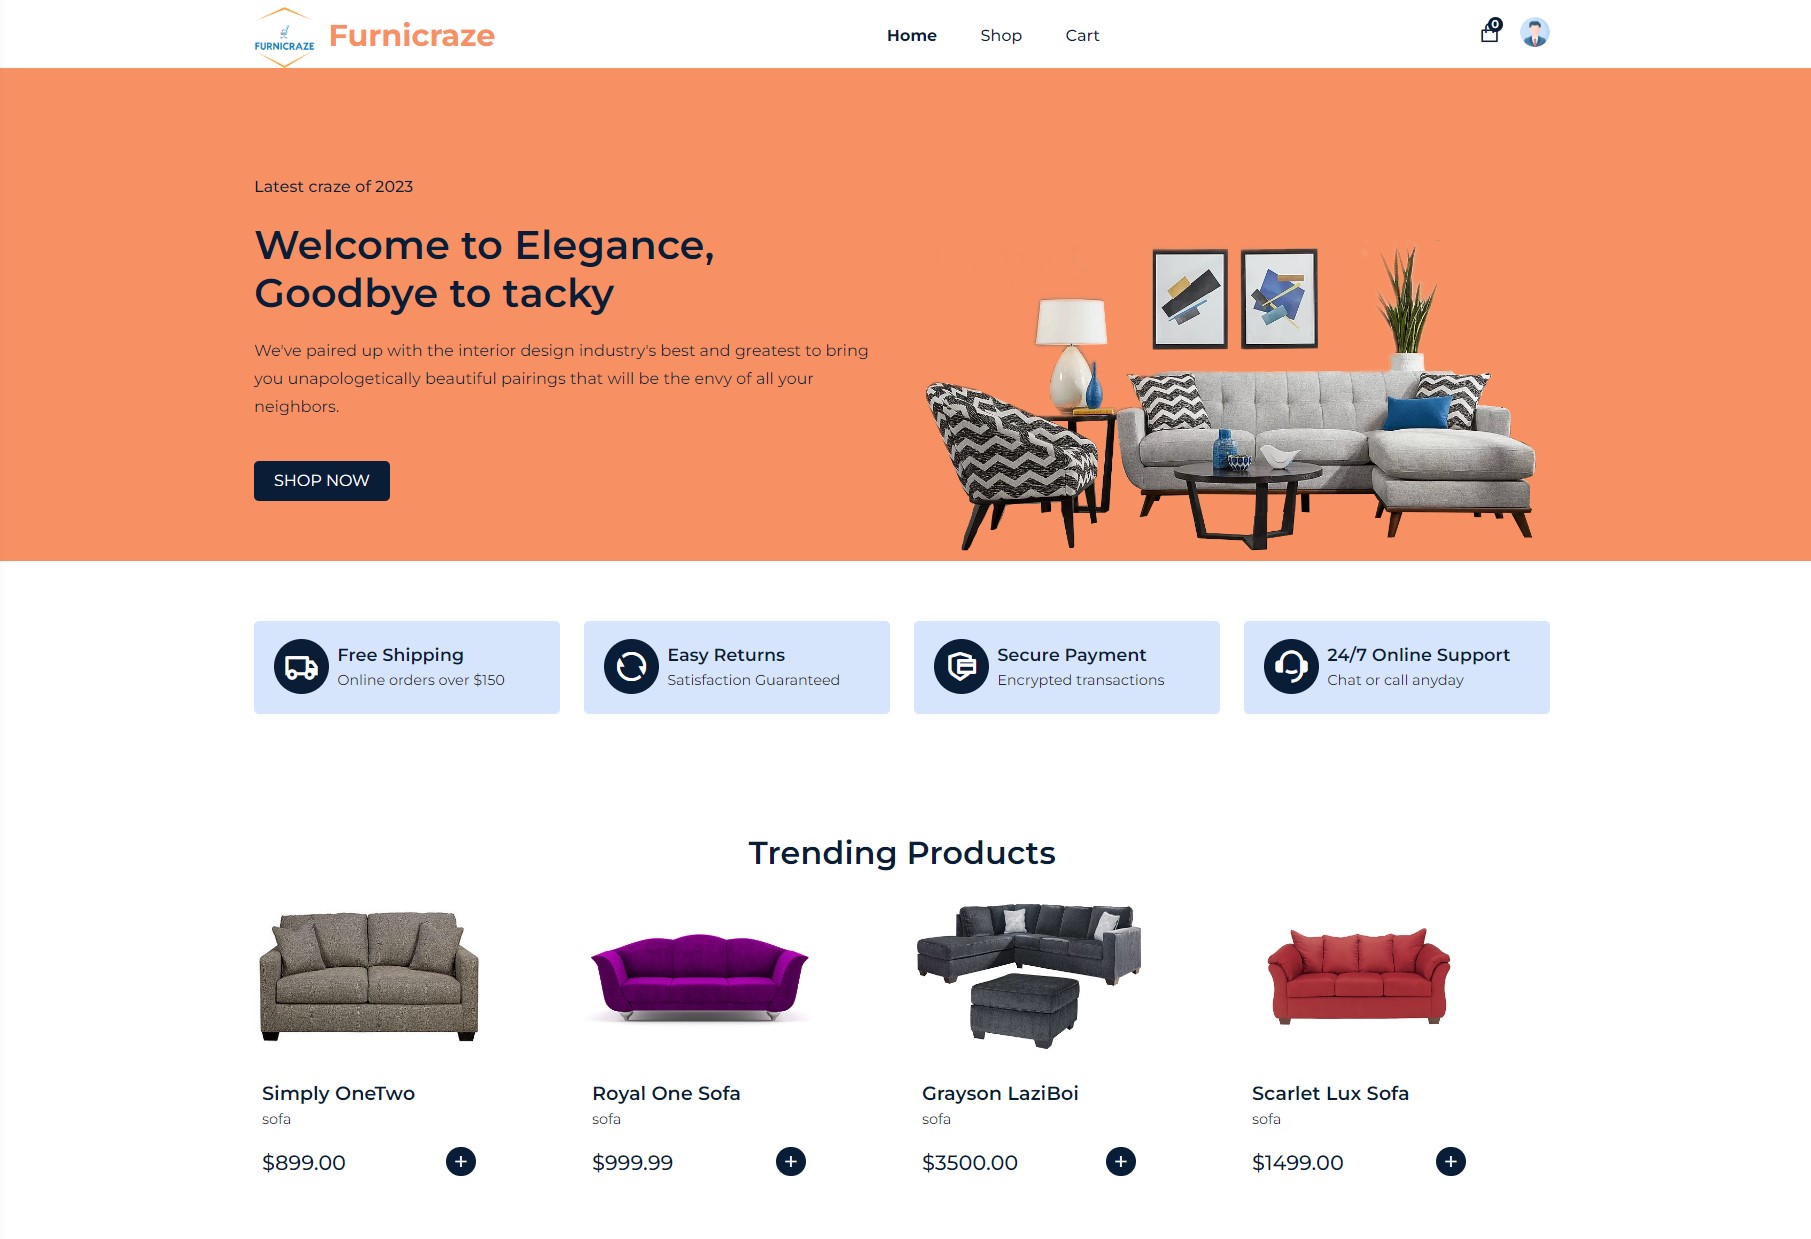 FURNICRAZE
Furnicraze
Home
Shop
Cart
0
Latest craze of 2023
Welcome to Elegance,
Goodbye to tacky
We've paired up with the interior design industry's best and greatest to bring
you unapologetically beautiful pairings that will be the envy of all your
neighbors.
SHOP NOW
Free Shipping
Online orders over $150
Easy Returns
Satisfaction Guaranteed
Secure Payment
Encrypted transactions
24/7 Online Support
Chat or call anyday
Trending Products
Simply OneTwo
sofa
$899.00
+
Royal One Sofa
sofa
$999.99
+
Grayson LaziBoi
sofa
$3500.00
+
Scarlet Lux Sofa
sofa
$1499.00
+